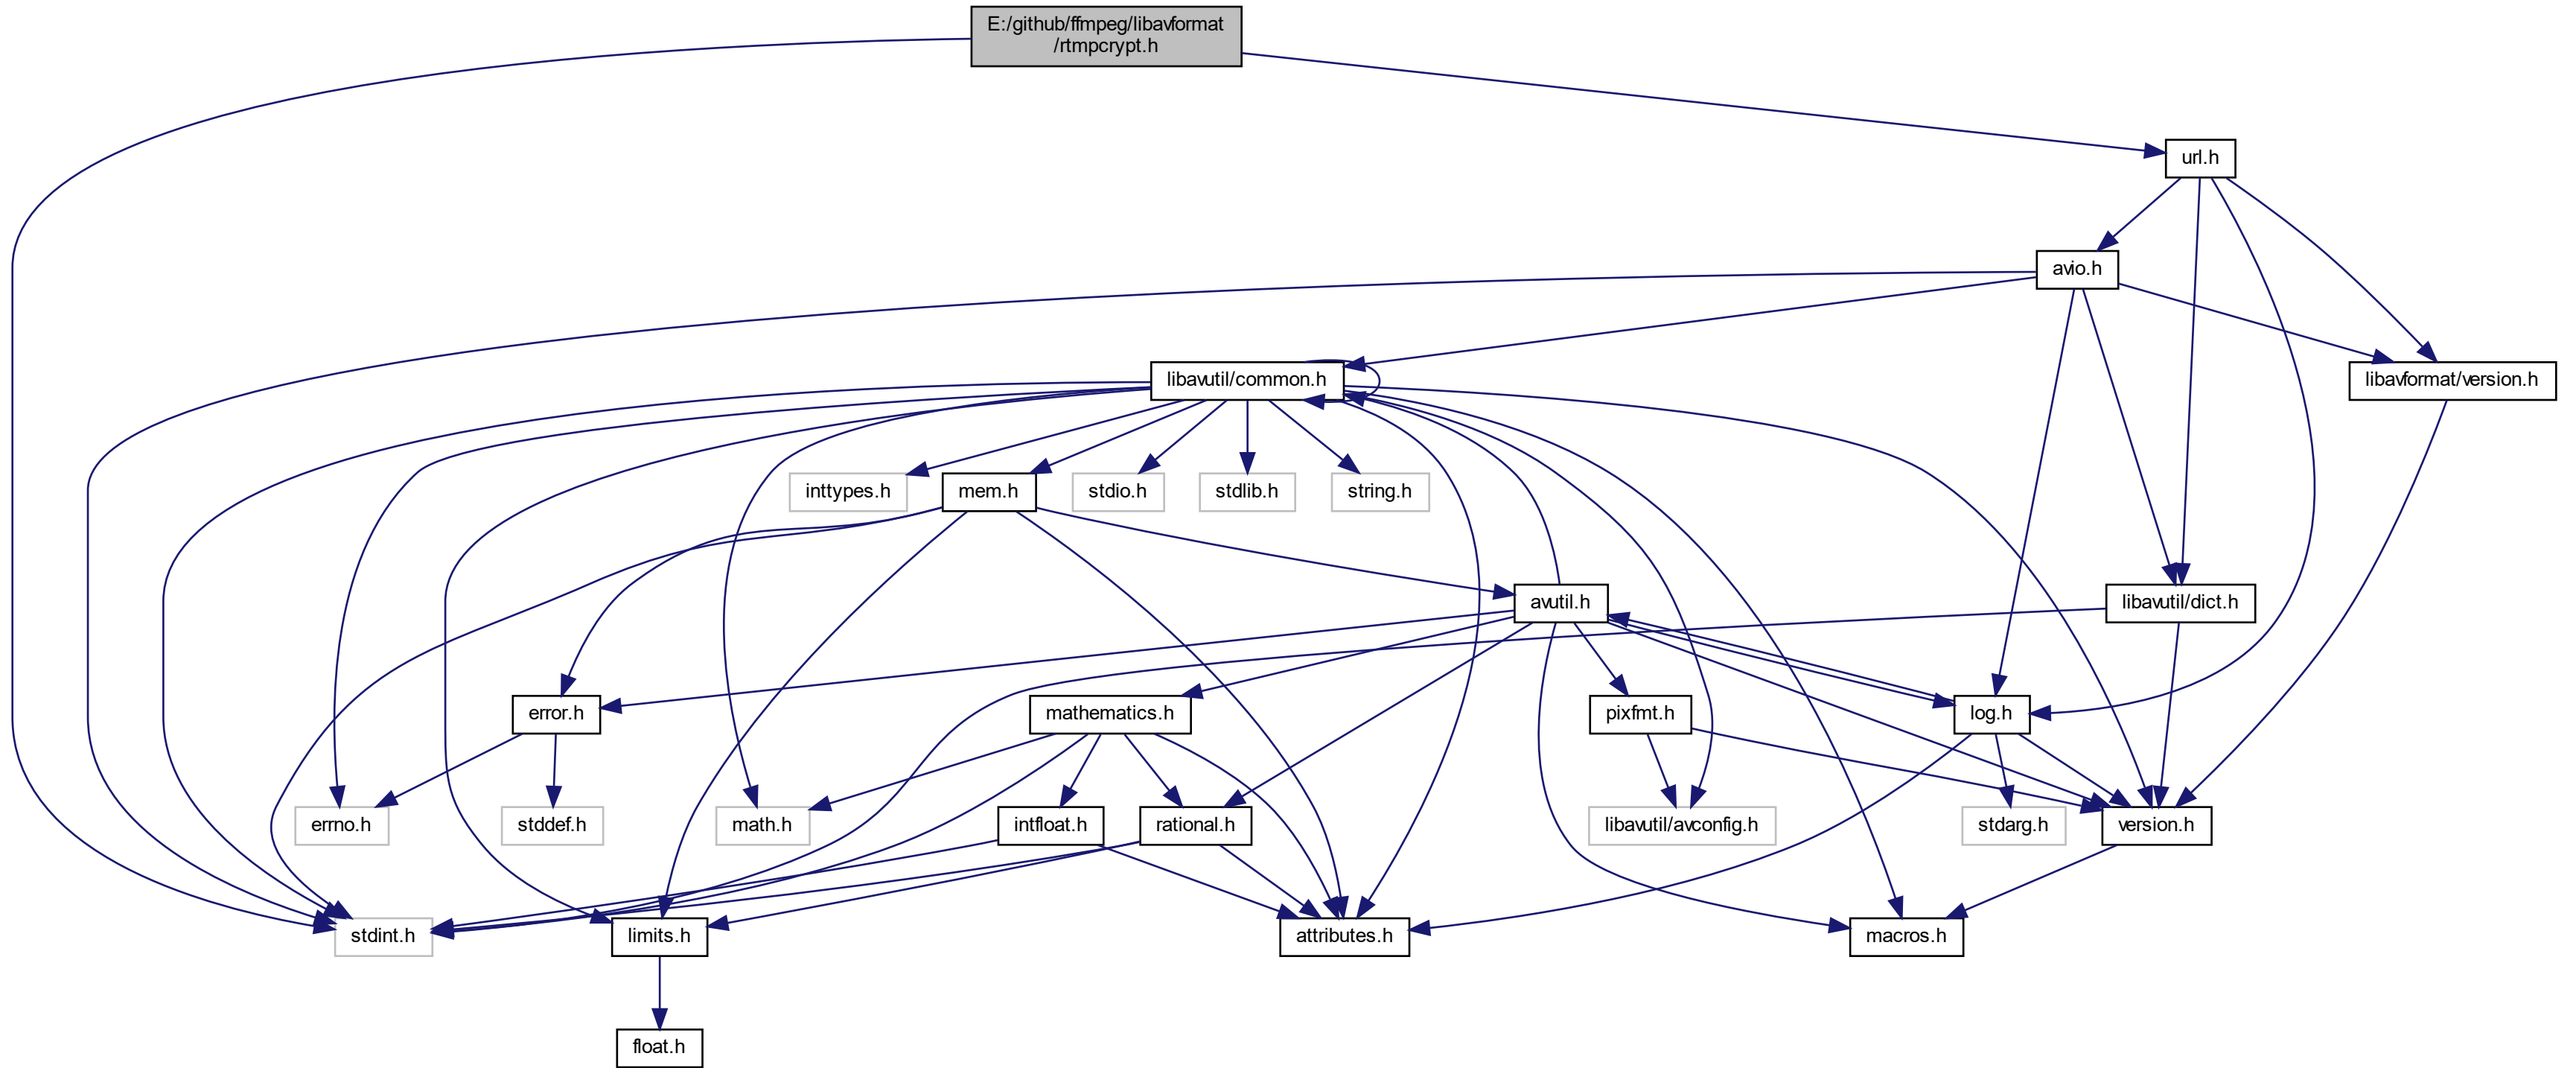 E:/github/ffmpeg/libavformat
/rtmpcrypt.h
url.h
avio.h
libavutil/common.h
libavformat/version.h
inttypes.h
mem.h
stdio.h
stdlib.h
string.h
avutil.h
libavutil/dict.h
error.h
mathematics.h
pixfmt.h
log.h
errno.h
stddef.h
math.h
intfloat.h
rational.h
libavutil/avconfig.h
stdarg.h
version.h
stdint.h
limits.h
attributes.h
macros.h
float.h